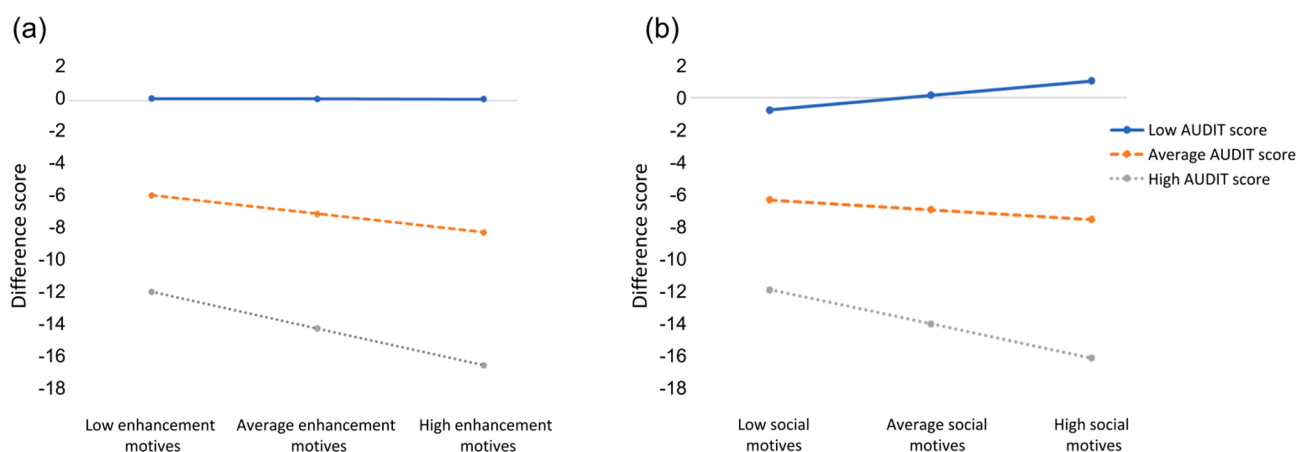 (a)
2
0
-2
-4
-6
-8
-10
-12
-14
-16
-18
Difference score
Low enhancement
motives
Average enhancement
motives
High enhancement
motives
(b)
2
0
-2
-4
-6
-8
-10
-12
-14
-16
-18
Difference score
Low social
motives
Average social
motives
High social
motives
Low AUDIT score
Average AUDIT score
High AUDIT score